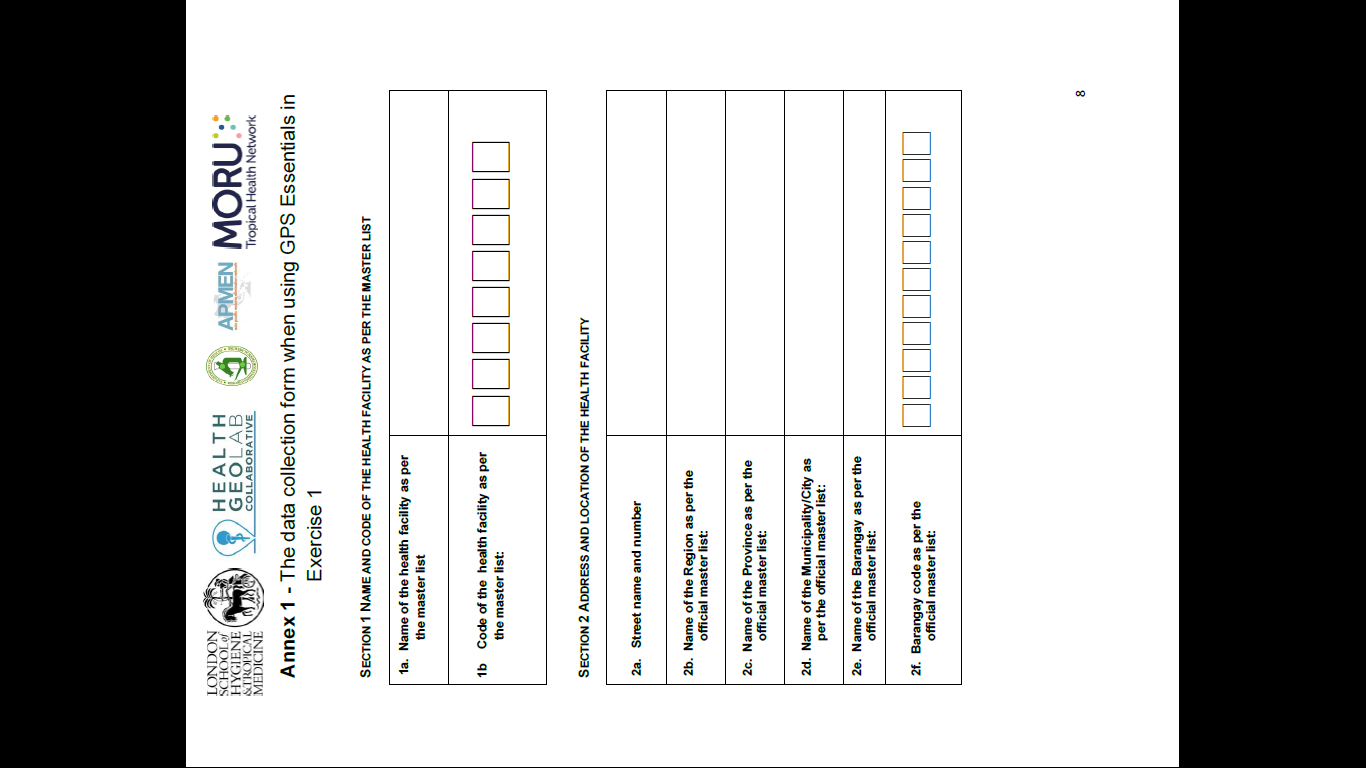 LONDON
SCHOOL of
HYGIENE
& TROPICAL
MEDICINE
HEALTH
GEOLAB
COLLABORATIVE
APMEN
MORU
Tropical Health Network
Annex 1 - The data collection form when using GPS Essentials in
Exercise 1
SECTION 1 NAME AND CODE OF THE HEALTH FACILITY AS PER THE MASTER LIST
1a. Name of the health facility as per
the master list
1b Code of the health facility as per
the master list:
SECTION 2 ADDRESS AND LOCATION OF THE HEALTH FACILITY
2a. Street name and number
2b. Name of the Region as per the
official master list:
2c. Name of the Province as per the
official master list:
2d. Name of the Municipality/City as
per the official master list:
2e. Name of the Barangay as per the
official master list:
2f. Barangay code as per the
official master list:
8